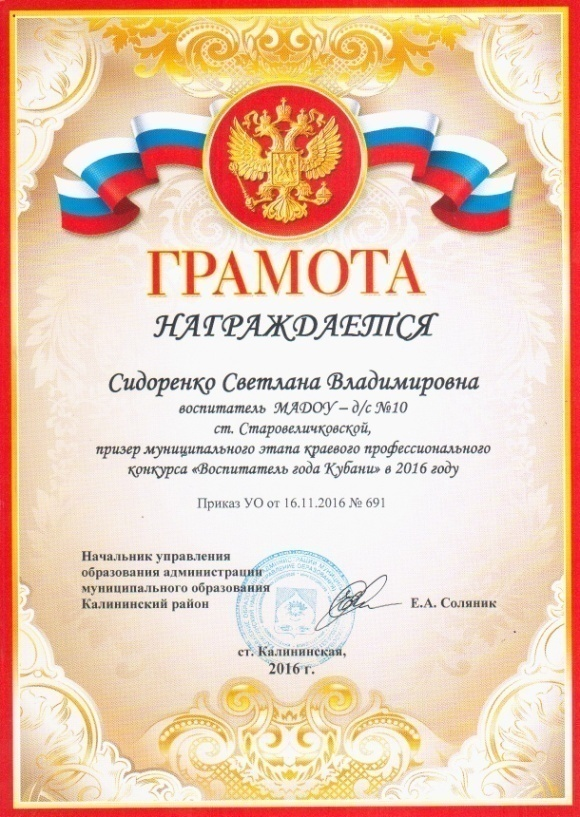 ГРАМОТА
НАГРАЖДАЕТСЯ
Сидоренко Светлана Владимировна
воспитатель МАДОУ – д/с №10
ст. Старовеличковской,
призер муниципального этапа краевого профессионального
конкурса «Воспитатель года Кубани» в 2016 году
Приказ УО от 16.11.2016 № 691
Начальник управления
образования администрации
муниципального образования
Калининский район
Е.А. Соляник
ст. Калининская,
2016 г.